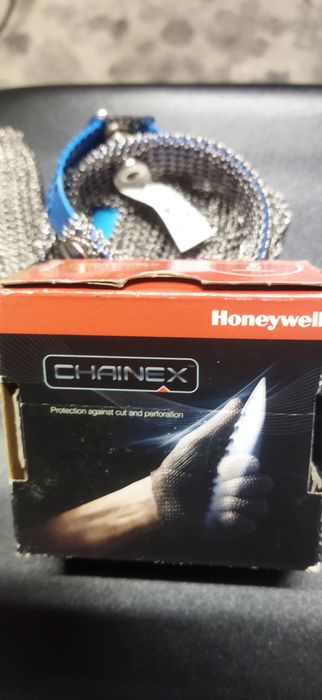 Honeywell
CHAINEX
Protection against cut and perforation